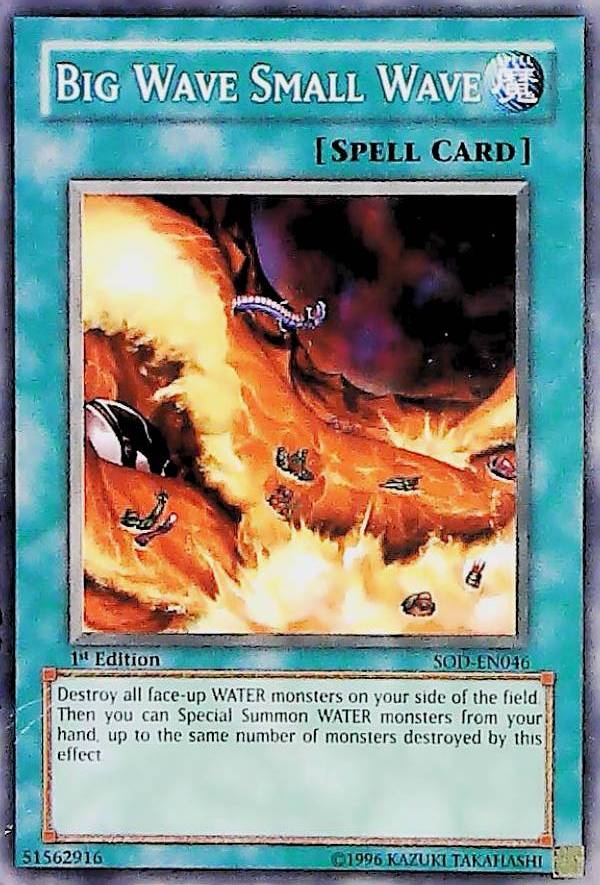 BIG WAVE SMALL WAVE 魔
[SPELL CARD]
1st Edition SOD-EN046
Destroy all face-up WATER monsters on your side of the field.
Then you can Special Summon WATER monsters from your
hand, up to the same number of monsters destroyed by this
effect.
51562916 ©1996 KAZUKI TAKAHASHI